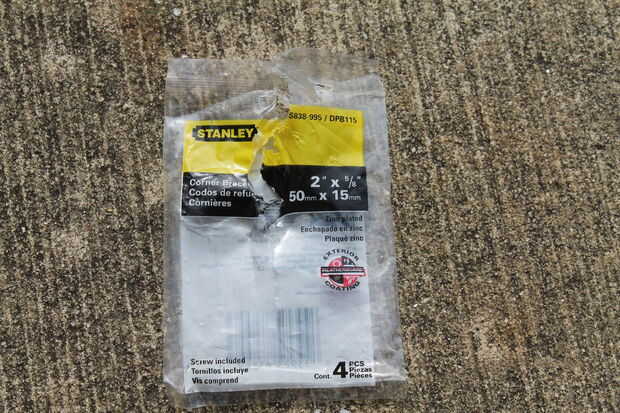 S838-995 / DPB115
STANLEY
Corner Brace
Codos de refu
Cornières
2" x 5/8"
50mm x 15mm
Zinc plated
Enchapado en zinc
Plaqué zinc
EXTERIOR
COATING
Screw included
Tornillos incluye
Vis comprend
Cont. 4 PCS
Piezas
Pièces